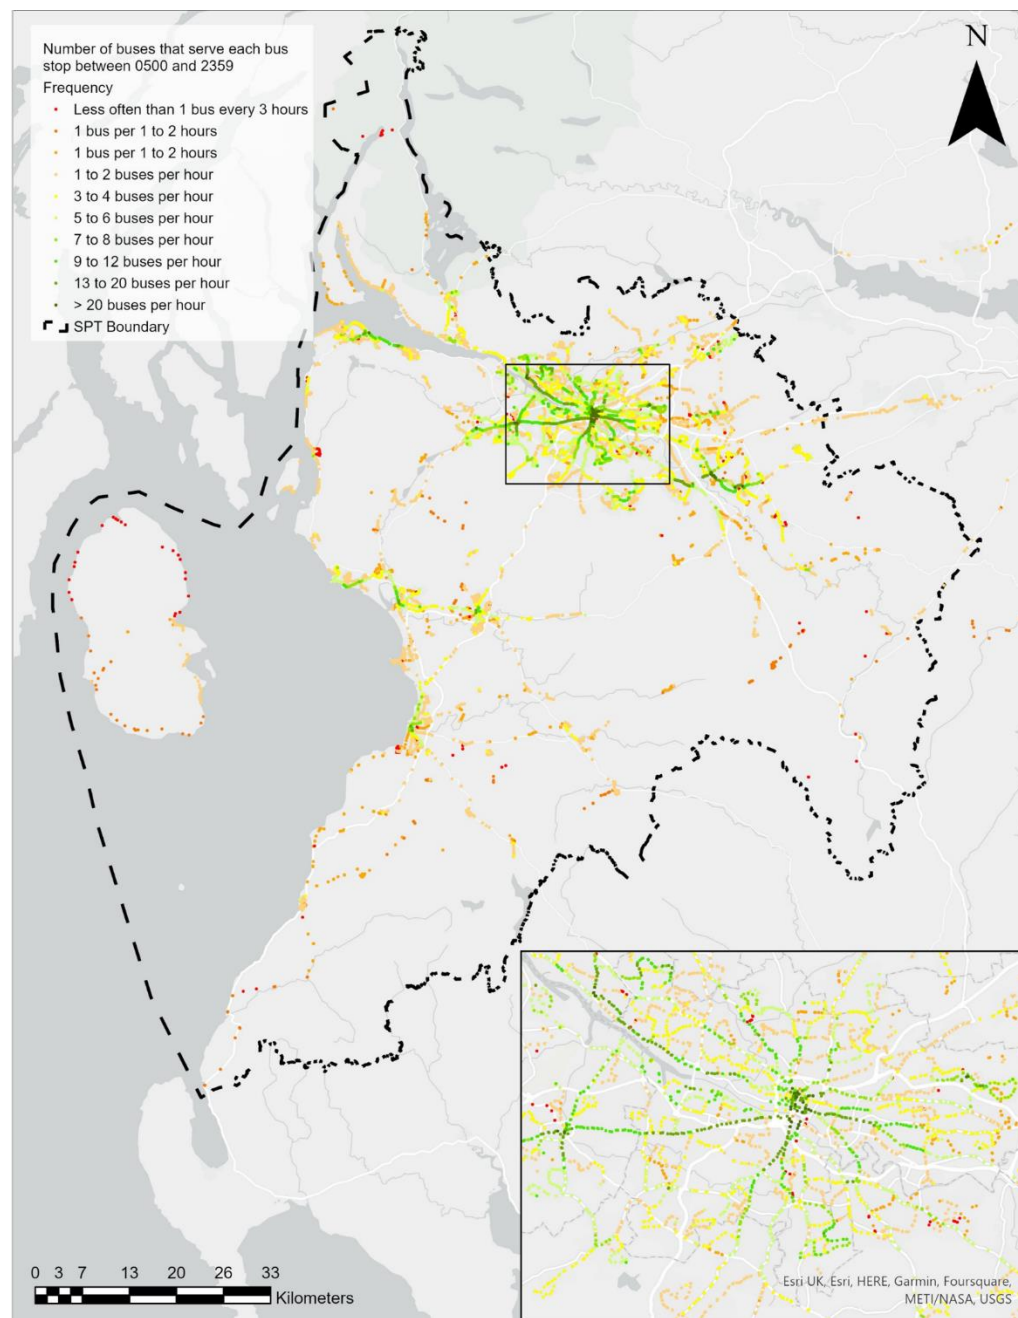 Number of buses that serve each bus
stop between 0500 and 2359
Frequency
Less often than 1 bus every 3 hours
1 bus per 1 to 2 hours
1 bus per 1 to 2 hours
1 to 2 buses per hour
3 to 4 buses per hour
5 to 6 buses per hour
7 to 8 buses per hour
9 to 12 buses per hour
13 to 20 buses per hour
> 20 buses per hour
SPT Boundary
N
0 3 7 13 20 26 33
Kilometers
Esri UK, Esri, HERE, Garmin, Foursquare,
METI/NASA, USGS